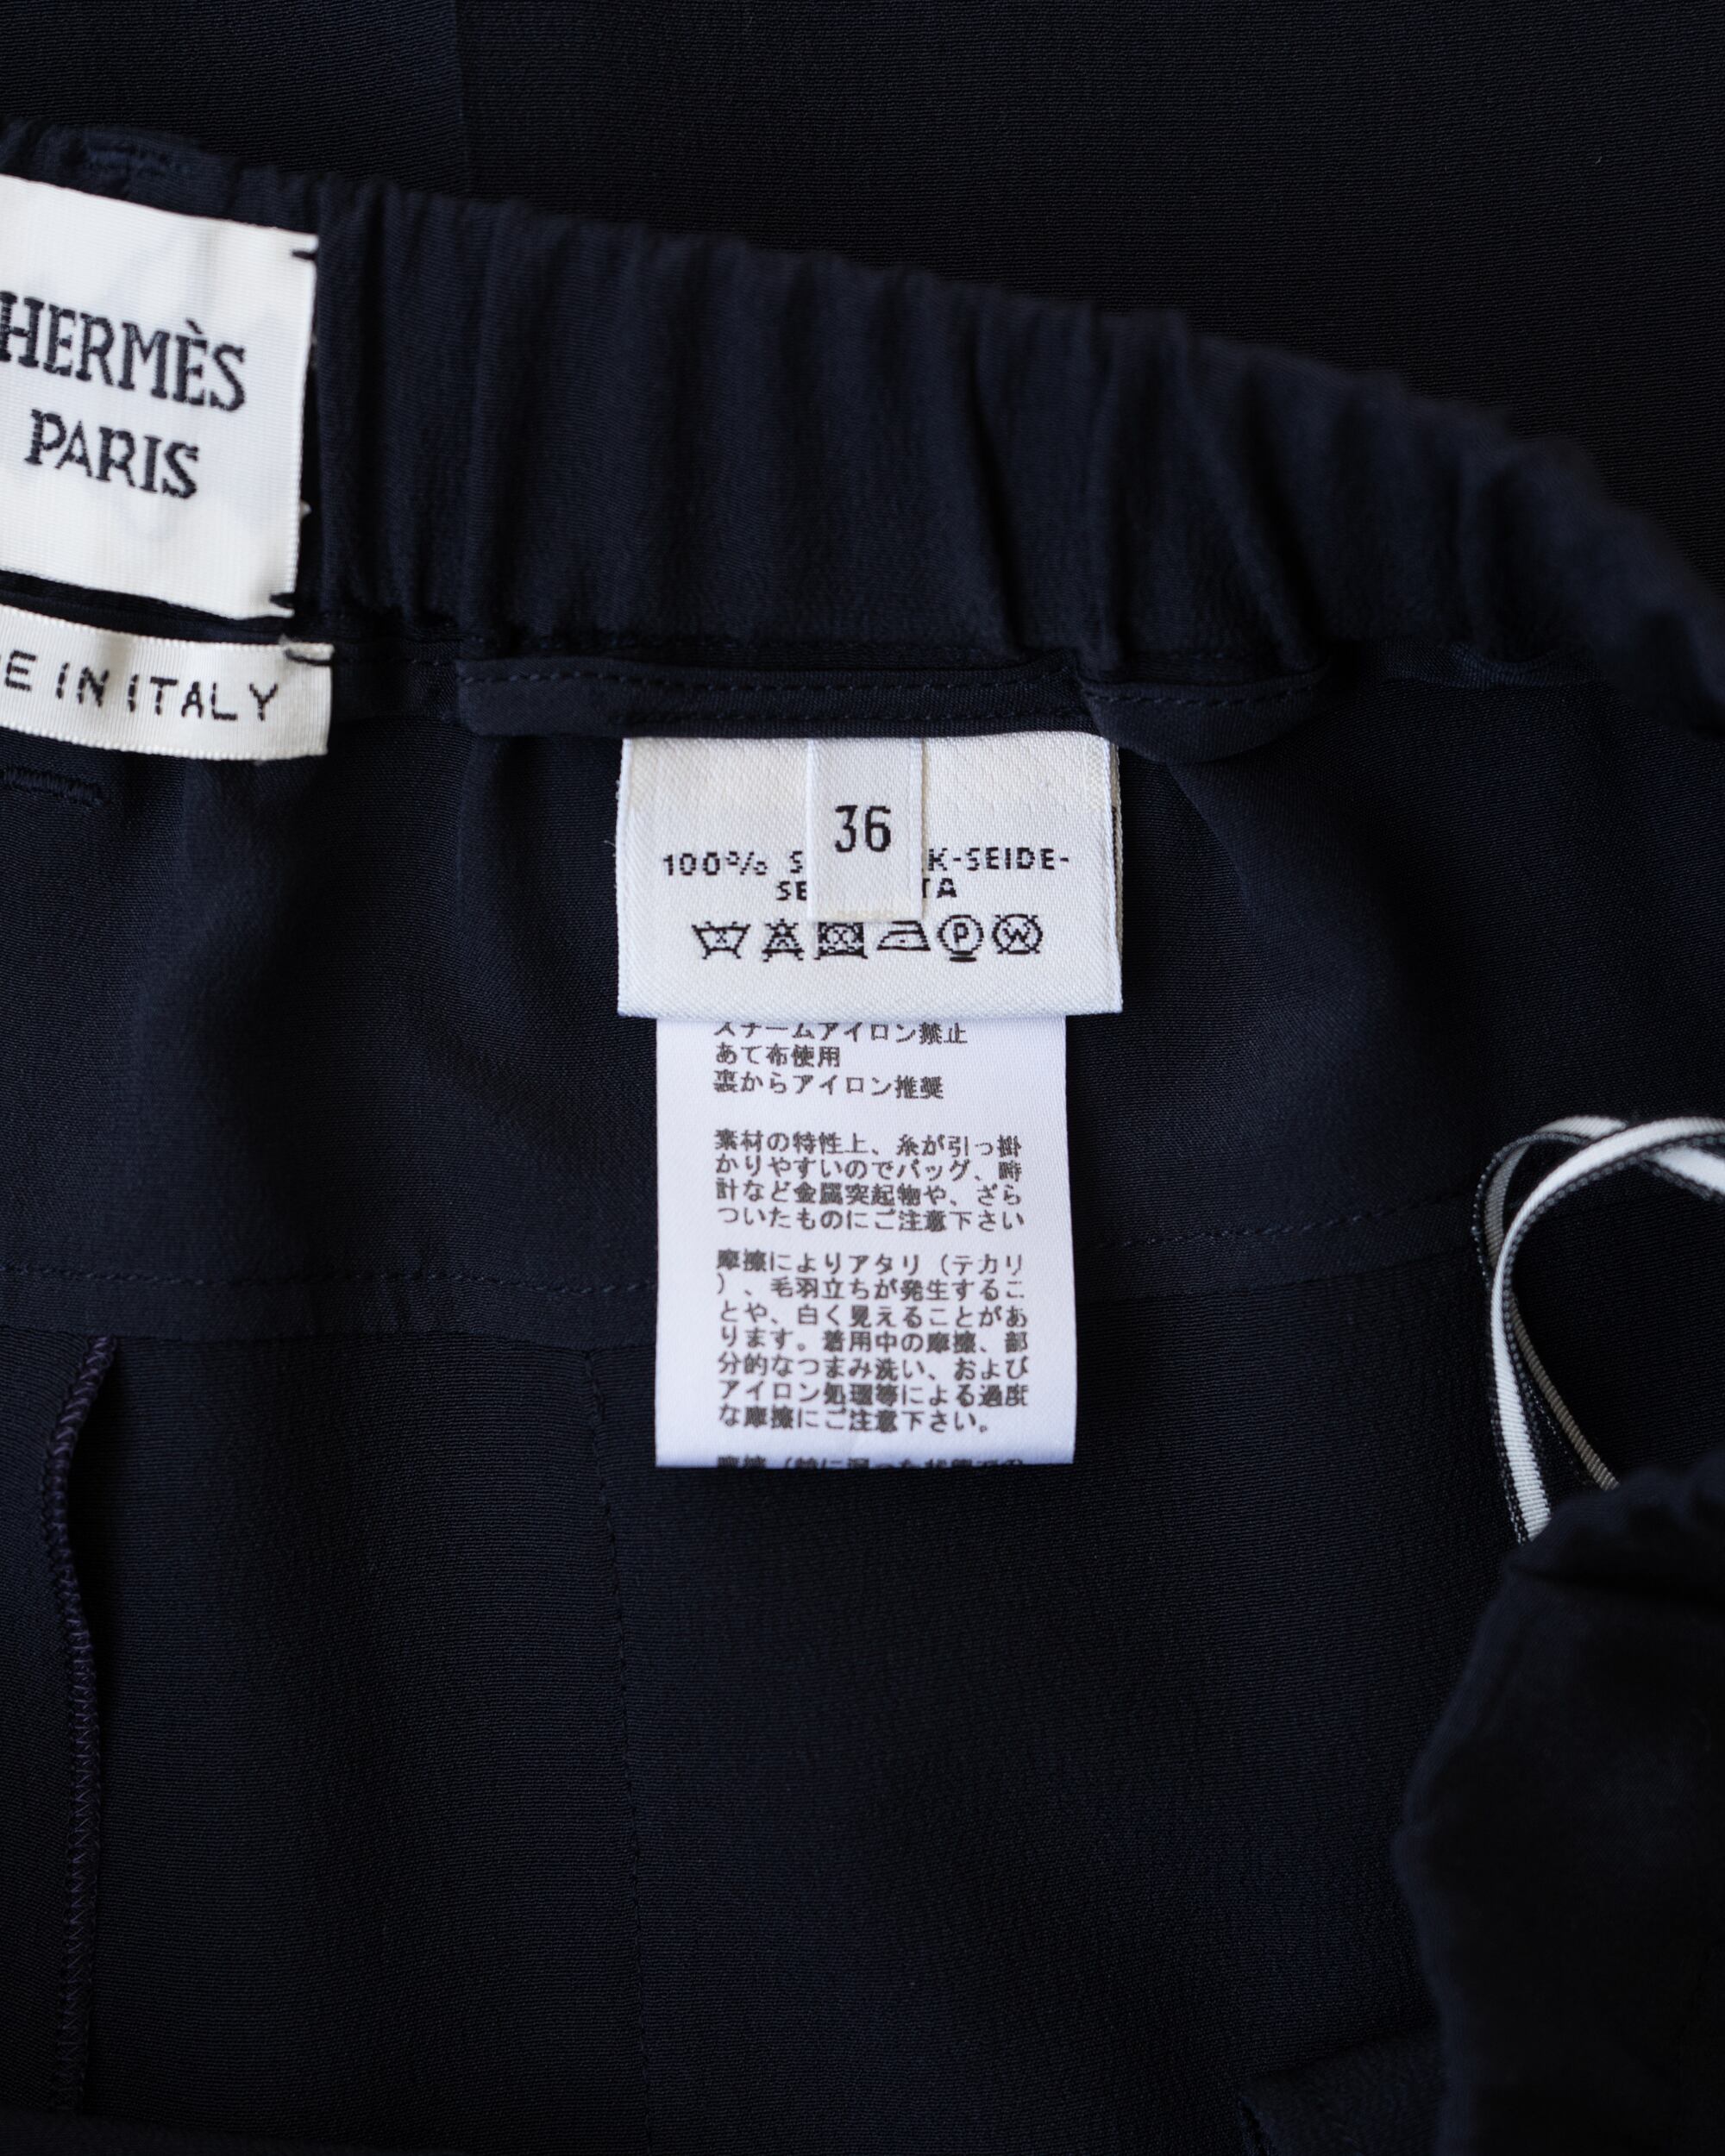 HERMÈS
PARIS
E IN ITALY
36
100% S K-SEIDE-
SE TA
スチームアイロン禁止
あて布使用
裏からアイロン推奨
素材の特性上、糸が引っ掛
かりやすいのでバッグ、時
計など金属突起物や、ざら
ついたものにご注意下さい
摩擦によりアタリ（テカリ
）、毛羽立ちが発生するこ
とや、白く見えることがあ
ります。着用中の摩擦、部
分的なつまみ洗い、および
アイロン処理等による過度
な摩擦にご注意下さい。